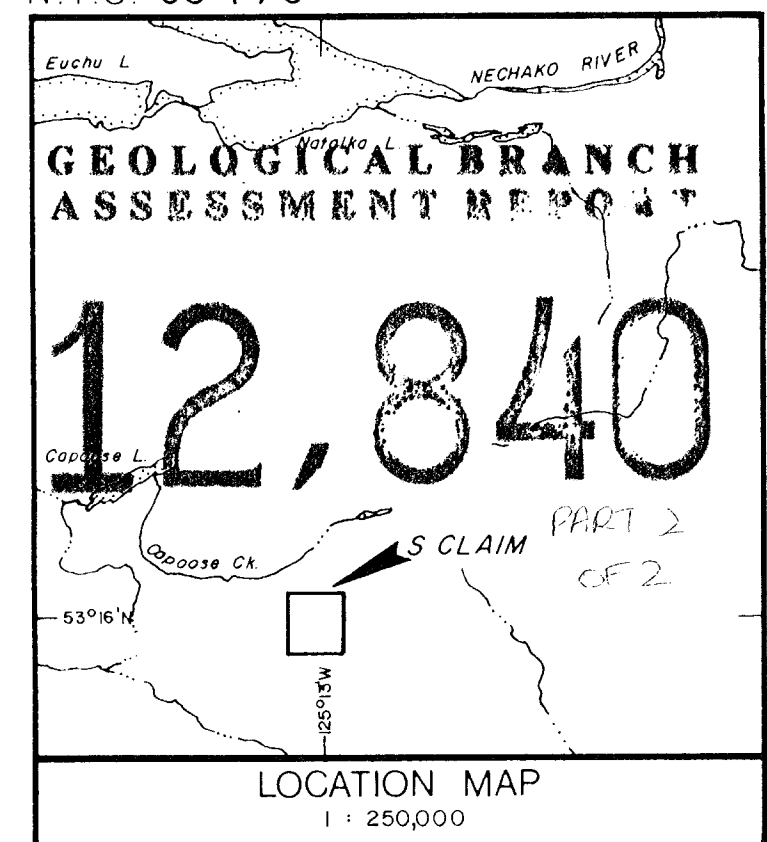 Euchu L
NECHAKO RIVER
Natalko L.
GEOLOGICAL BRANCH
ASSESSMENT REPORT
12,840
Capoose L.
PART 2
OF 2
S CLAIM
Capoose Ck.
53°16'N
125°13'W
LOCATION MAP
1 : 250,000